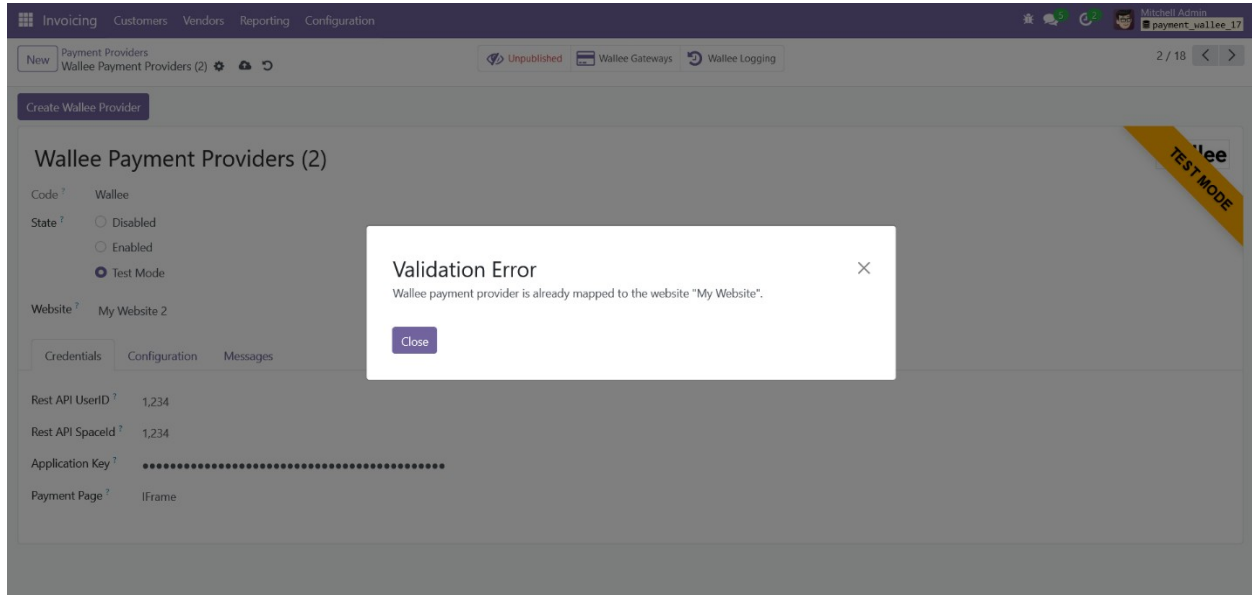 Invoicing Customers Vendors Reporting Configuration
5 2 Mitchell Admin
payment_wallee_17
New Payment Providers
Wallee Payment Providers (2)
Unpublished Wallee Gateways Wallee Logging
2 / 18
Create Wallee Provider
Wallee Payment Providers (2)
llee
TEST MODE
Code ? Wallee
State ? Disabled
Enabled
Test Mode
Website ? My Website 2
Validation Error
Wallee payment provider is already mapped to the website "My Website".
Close
Credentials Configuration Messages
Rest API UserID ? 1,234
Rest API SpaceId ? 1,234
Application Key ? ••••••••••••••••••••••••••••••••••••••••••••
Payment Page ? IFrame